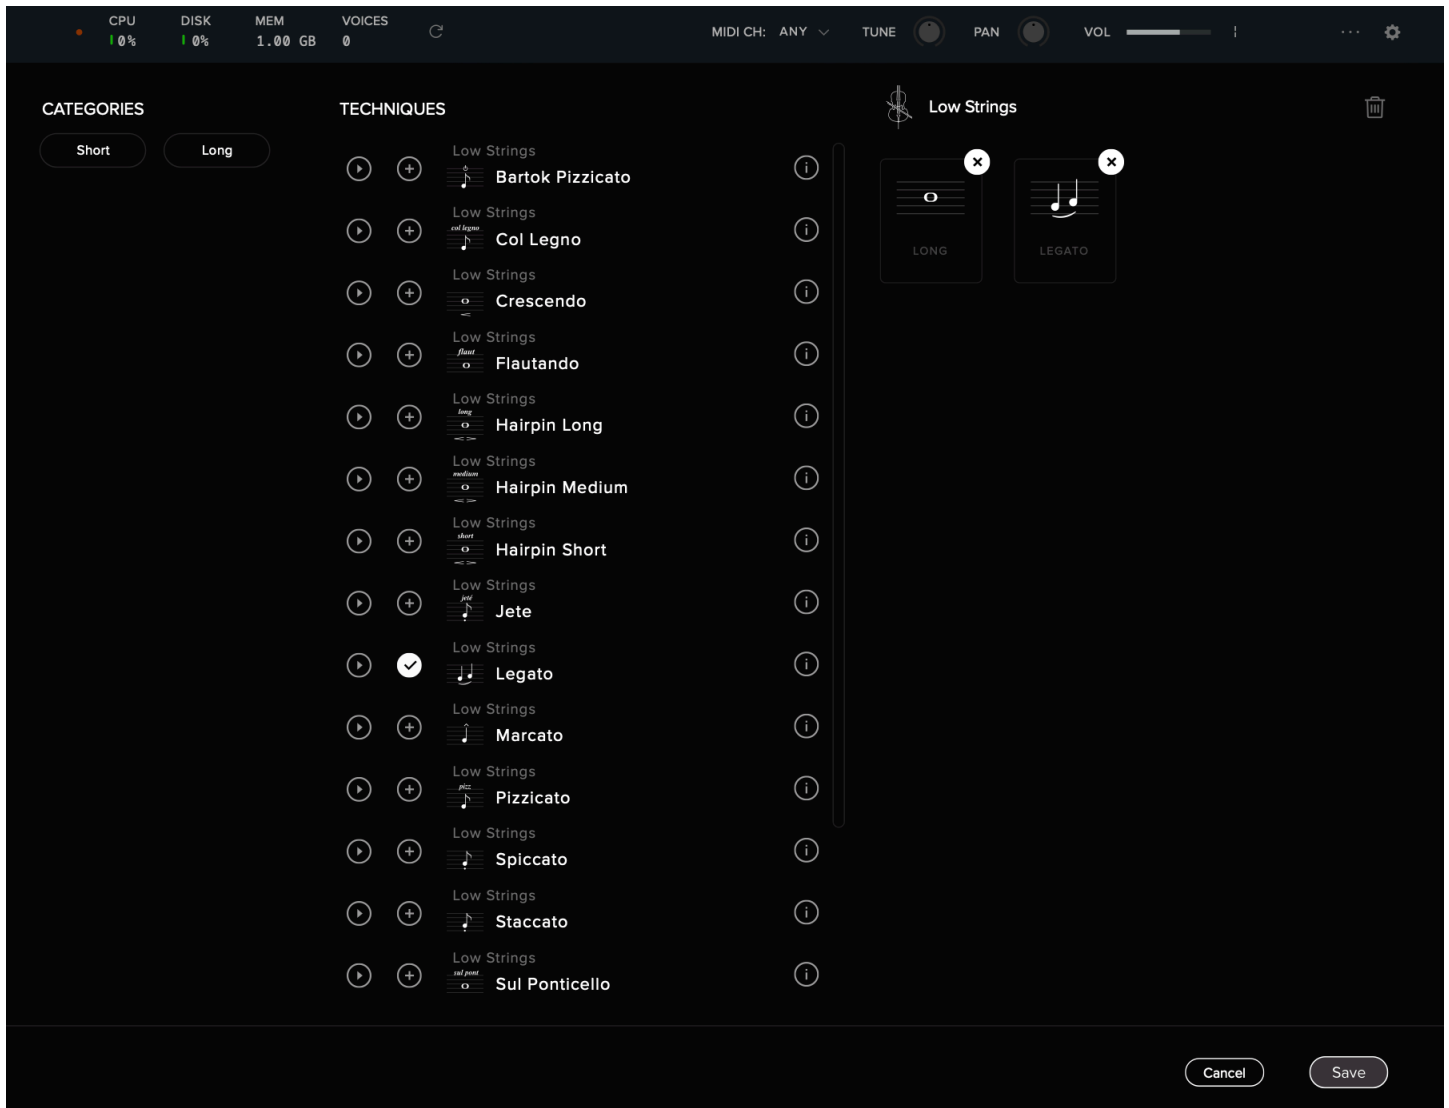 CPU DISK MEM VOICES
0% 0% 1.00 GB 0
MIDI CH: ANY TUNE PAN VOL
CATEGORIES
Short Long
TECHNIQUES
Low Strings
Bartok Pizzicato
Low Strings
col legno
Col Legno
Low Strings
Crescendo
Low Strings
flaut
Flautando
Low Strings
long
Hairpin Long
Low Strings
medium
Hairpin Medium
Low Strings
short
Hairpin Short
Low Strings
jeté
Jete
Low Strings
Legato
Low Strings
Marcato
Low Strings
pizz
Pizzicato
Low Strings
Spiccato
Low Strings
Staccato
Low Strings
sul pont
Sul Ponticello
Low Strings
LONG LEGATO
Cancel Save